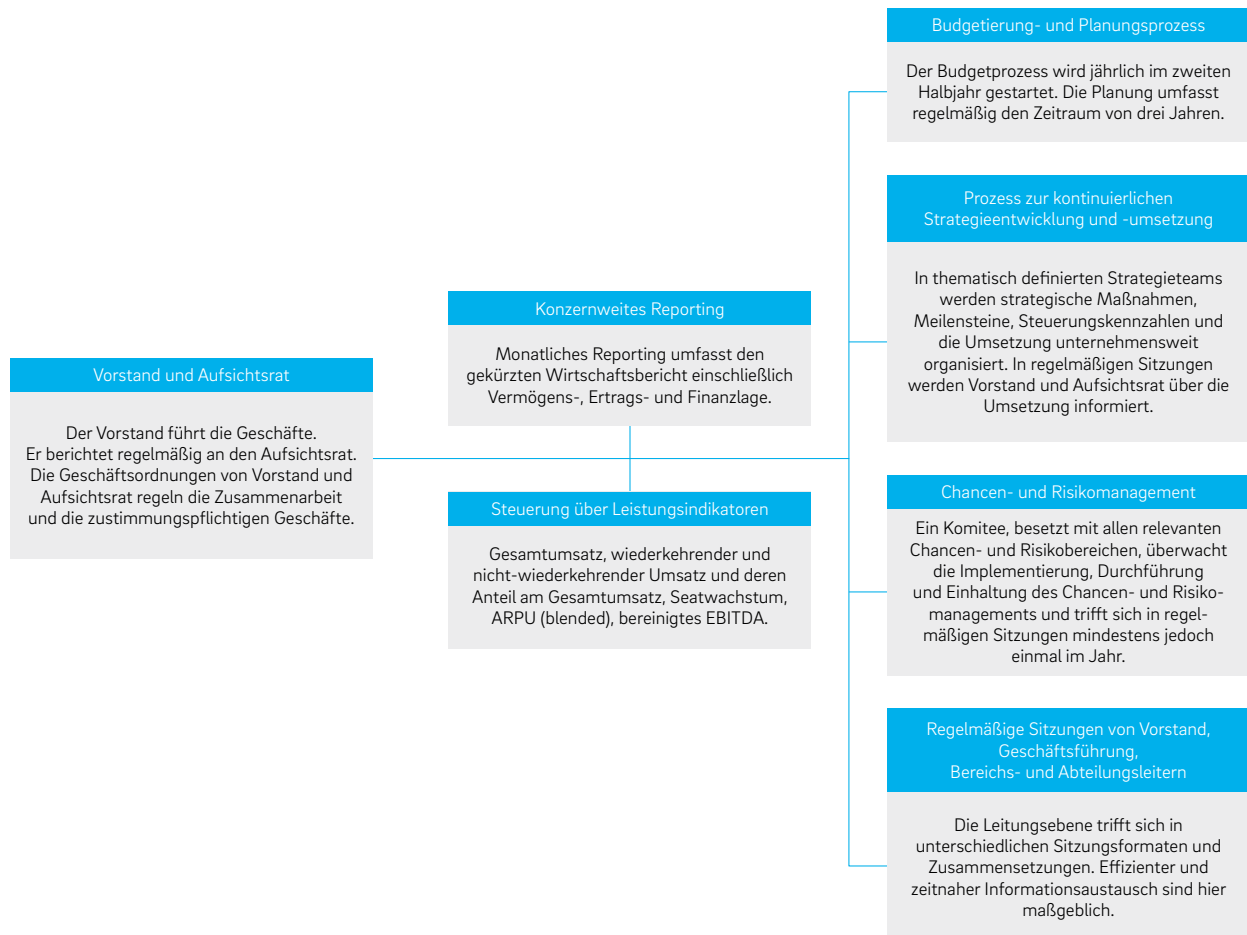 Vorstand und Aufsichtsrat
Der Vorstand führt die Geschäfte.
Er berichtet regelmäßig an den Aufsichtsrat.
Die Geschäftsordnungen von Vorstand und
Aufsichtsrat regeln die Zusammenarbeit
und die zustimmungspflichtigen Geschäfte.
Konzernweites Reporting
Monatliches Reporting umfasst den
gekürzten Wirtschaftsbericht einschließlich
Vermögens-, Ertrags- und Finanzlage.
Steuerung über Leistungsindikatoren
Gesamtumsatz, wiederkehrender und
nicht-wiederkehrender Umsatz und deren
Anteil am Gesamtumsatz, Seatwachstum,
ARPU (blended), bereinigtes EBITDA.
Budgetierung- und Planungsprozess
Der Budgetprozess wird jährlich im zweiten
Halbjahr gestartet. Die Planung umfasst
regelmäßig den Zeitraum von drei Jahren.
Prozess zur kontinuierlichen
Strategieentwicklung und -umsetzung
In thematisch definierten Strategieteams
werden strategische Maßnahmen,
Meilensteine, Steuerungskennzahlen und
die Umsetzung unternehmensweit
organisiert. In regelmäßigen Sitzungen
werden Vorstand und Aufsichtsrat über die
Umsetzung informiert.
Chancen- und Risikomanagement
Ein Komitee, besetzt mit allen relevanten
Chancen- und Risikobereichen, überwacht
die Implementierung, Durchführung
und Einhaltung des Chancen- und Risiko-
managements und trifft sich in regel-
mäßigen Sitzungen mindestens jedoch
einmal im Jahr.
Regelmäßige Sitzungen von Vorstand,
Geschäftsführung,
Bereichs- und Abteilungsleitern
Die Leitungsebene trifft sich in
unterschiedlichen Sitzungsformaten und
Zusammensetzungen. Effizienter und
zeitnaher Informationsaustausch sind hier
maßgeblich.